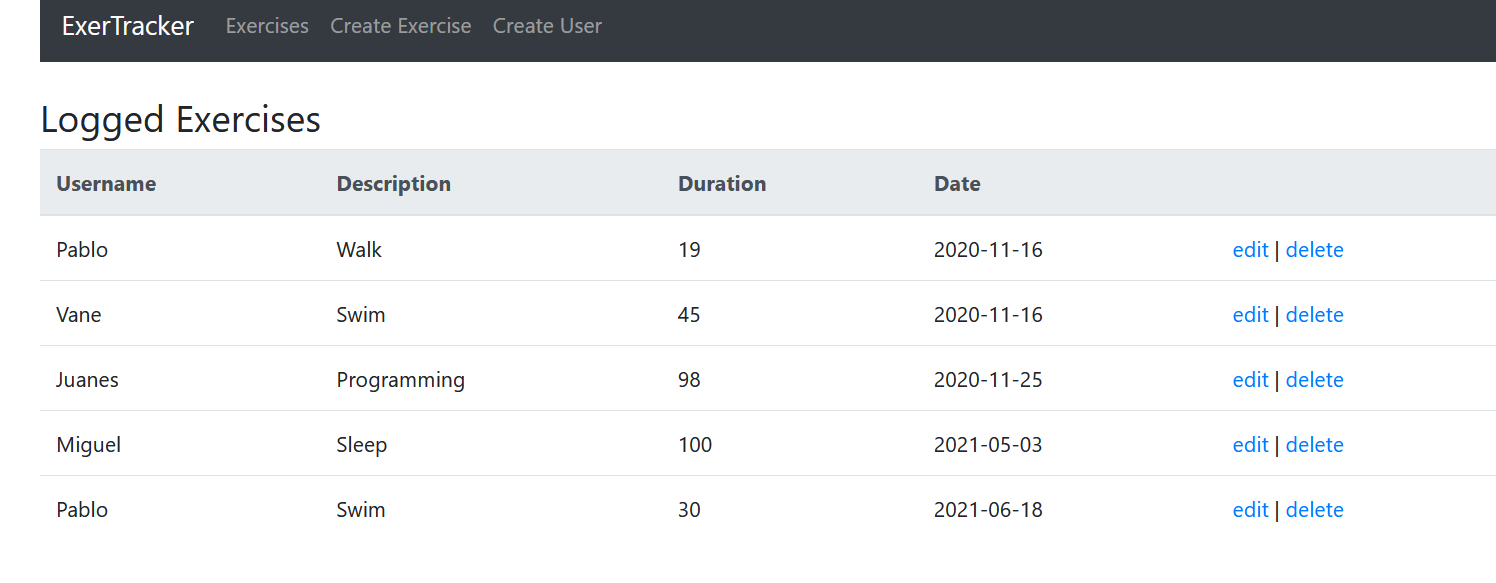 ExerTracker Exercises Create Exercise Create User
Logged Exercises
Username Description Duration Date
Pablo Walk 19 2020-11-16 edit | delete
Vane Swim 45 2020-11-16 edit | delete
Juanes Programming 98 2020-11-25 edit | delete
Miguel Sleep 100 2021-05-03 edit | delete
Pablo Swim 30 2021-06-18 edit | delete